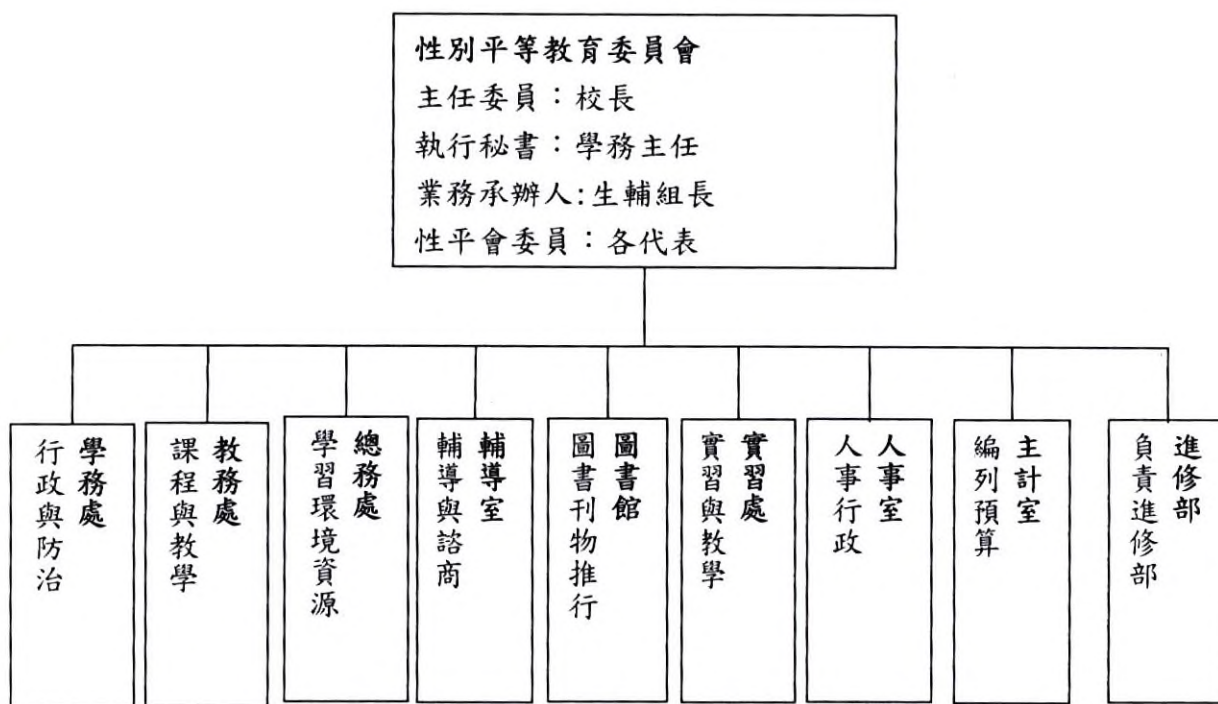 性別平等教育委員會
主任委員：校長
執行秘書：學務主任
業務承辦人:生輔組長
性平會委員：各代表
學務處
行政與防治
教務處
課程與教學
總務處
學習環境資源
輔導室
輔導與諮商
圖書館
圖書刊物推行
實習處
實習與教學
人事室
人事行政
主計室
編列預算
進修部
負責進修部